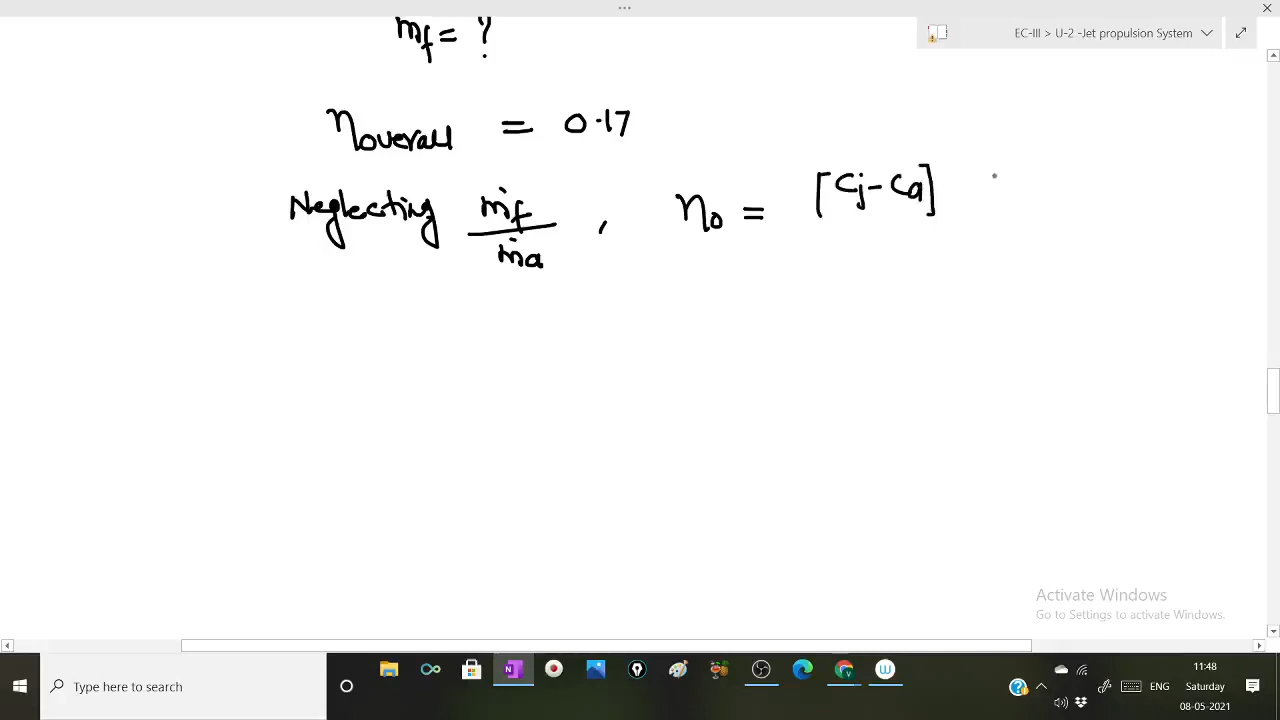 EC-III > U-2 -Jet propulsion System
ṁf = ?
ηoverall = 0.17
Neglecting ṁf/ṁa , ηo = [Cj - Ca]
Activate Windows
Go to Settings to activate Windows.
Type here to search
11:48
ENG Saturday
08-05-2021